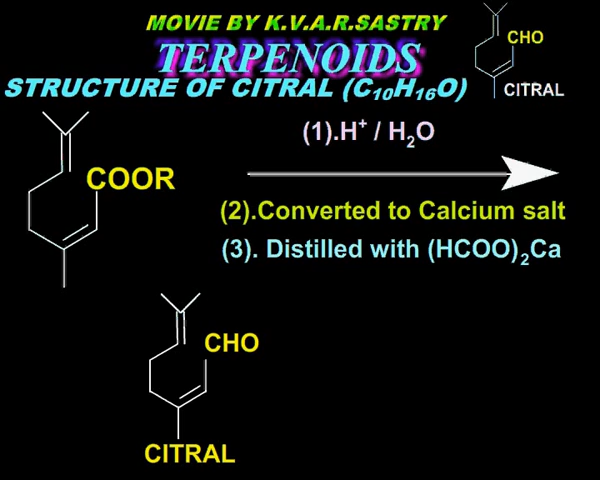 MOVIE BY K.V.A.R.SASTRY
TERPENOIDS
STRUCTURE OF CITRAL (C₁₀H₁₆O)
CHO
CITRAL
COOR
(1).H⁺ / H₂O
(2).Converted to Calcium salt
(3). Distilled with (HCOO)₂Ca
CHO
CITRAL